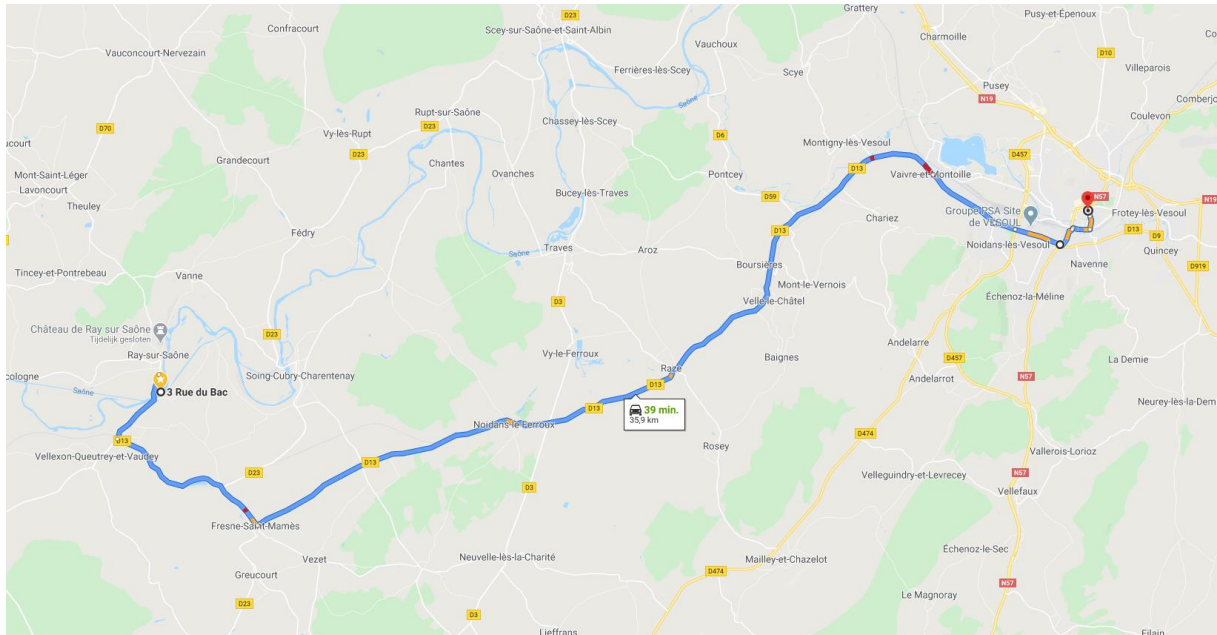 Grattery
D23
Confracourt
Scey-sur-Saône-et-Saint-Albin
Pusy-et-Épenoux
Charmoille
Vauchoux
Vauconcourt-Nervezain
D10
Ferrières-lès-Scey
Scye
Villeparois
Pusey
N19
Comberjo
Saône
Rupt-sur-Saône
Coulevon
Chassey-lès-Scey
D70
D23
Vy-lès-Rupt
D6
Montigny-lès-Vesoul
D457
ucourt
D23
Grandecourt
Chantes
D13
Mont-Saint-Léger
Ovanches
Pontcey
Vaivre-et-Montoille
Lavoncourt
Bucey-lès-Traves
D59
N57
N19
Theuley
Groupe PSA Site
de VESOUL
Frotey-lès-Vesoul
Chariez
Fédry
D13
D13
D9
Traves
Noidans-lès-Vesoul
Aroz
Saône
Quincey
Navenne
Boursières
D919
Tincey-et-Pontrebeau
Vanne
Mont-le-Vernois
Échenoz-la-Méline
D3
Velle-le-Châtel
Château de Ray sur Saône
Tijdelijk gesloten
D23
Andelarre
Ray-sur-Saône
Vy-le-Ferroux
Baignes
D457
La Demie
cologne
Soing-Cubry-Charentenay
Raze
N57
Andelarrot
Saône
3 Rue du Bac
D13
Neurey-lès-la-Dem
39 min.
35,9 km
D13
Noidans-le-Ferroux
D474
D13
Rosey
Vellexon-Queutrey-et-Vaudey
Vallerois-Lorioz
D13
D23
Velleguindry-et-Levrecey
N57
D3
Vellefaux
Fresne-Saint-Mamès
Vezet
Neuvelle-lès-la-Charité
Mailley-et-Chazelot
Échenoz-le-Sec
Greucourt
D474
N57
D23
Le Magnoray
D3
Lieffrans
Filain